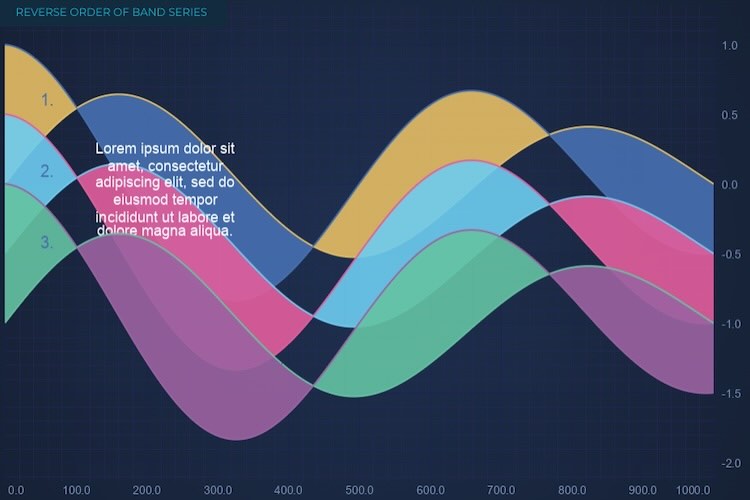 REVERSE ORDER OF BAND SERIES
1.
2.
3.
Lorem ipsum dolor sit
amet, consectetur
adipiscing elit, sed do
eiusmod tempor
incididunt ut labore et
dolore magna aliqua.
1.0
0.5
0.0
-0.5
-1.0
-1.5
-2.0
0.0 100.0 200.0 300.0 400.0 500.0 600.0 700.0 800.0 900.0 1000.0